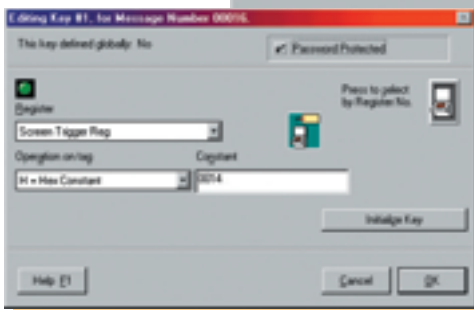 Editing Key #1. for Message Number 00016.
This key defined globally: No
Password Protected
Press to select
by Register No.
Register
Screen Trigger Reg
Operation on tag
Constant
H = Hex Constant
0014
Initialize Key
Help F1
Cancel
OK